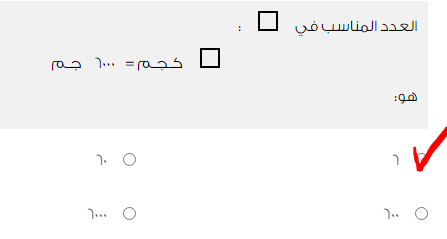 العدد المناسب في □ :
□ كجم = ٦٠٠٠ جم
هو:
٦
٦٠
٦٠٠
٦٠٠٠